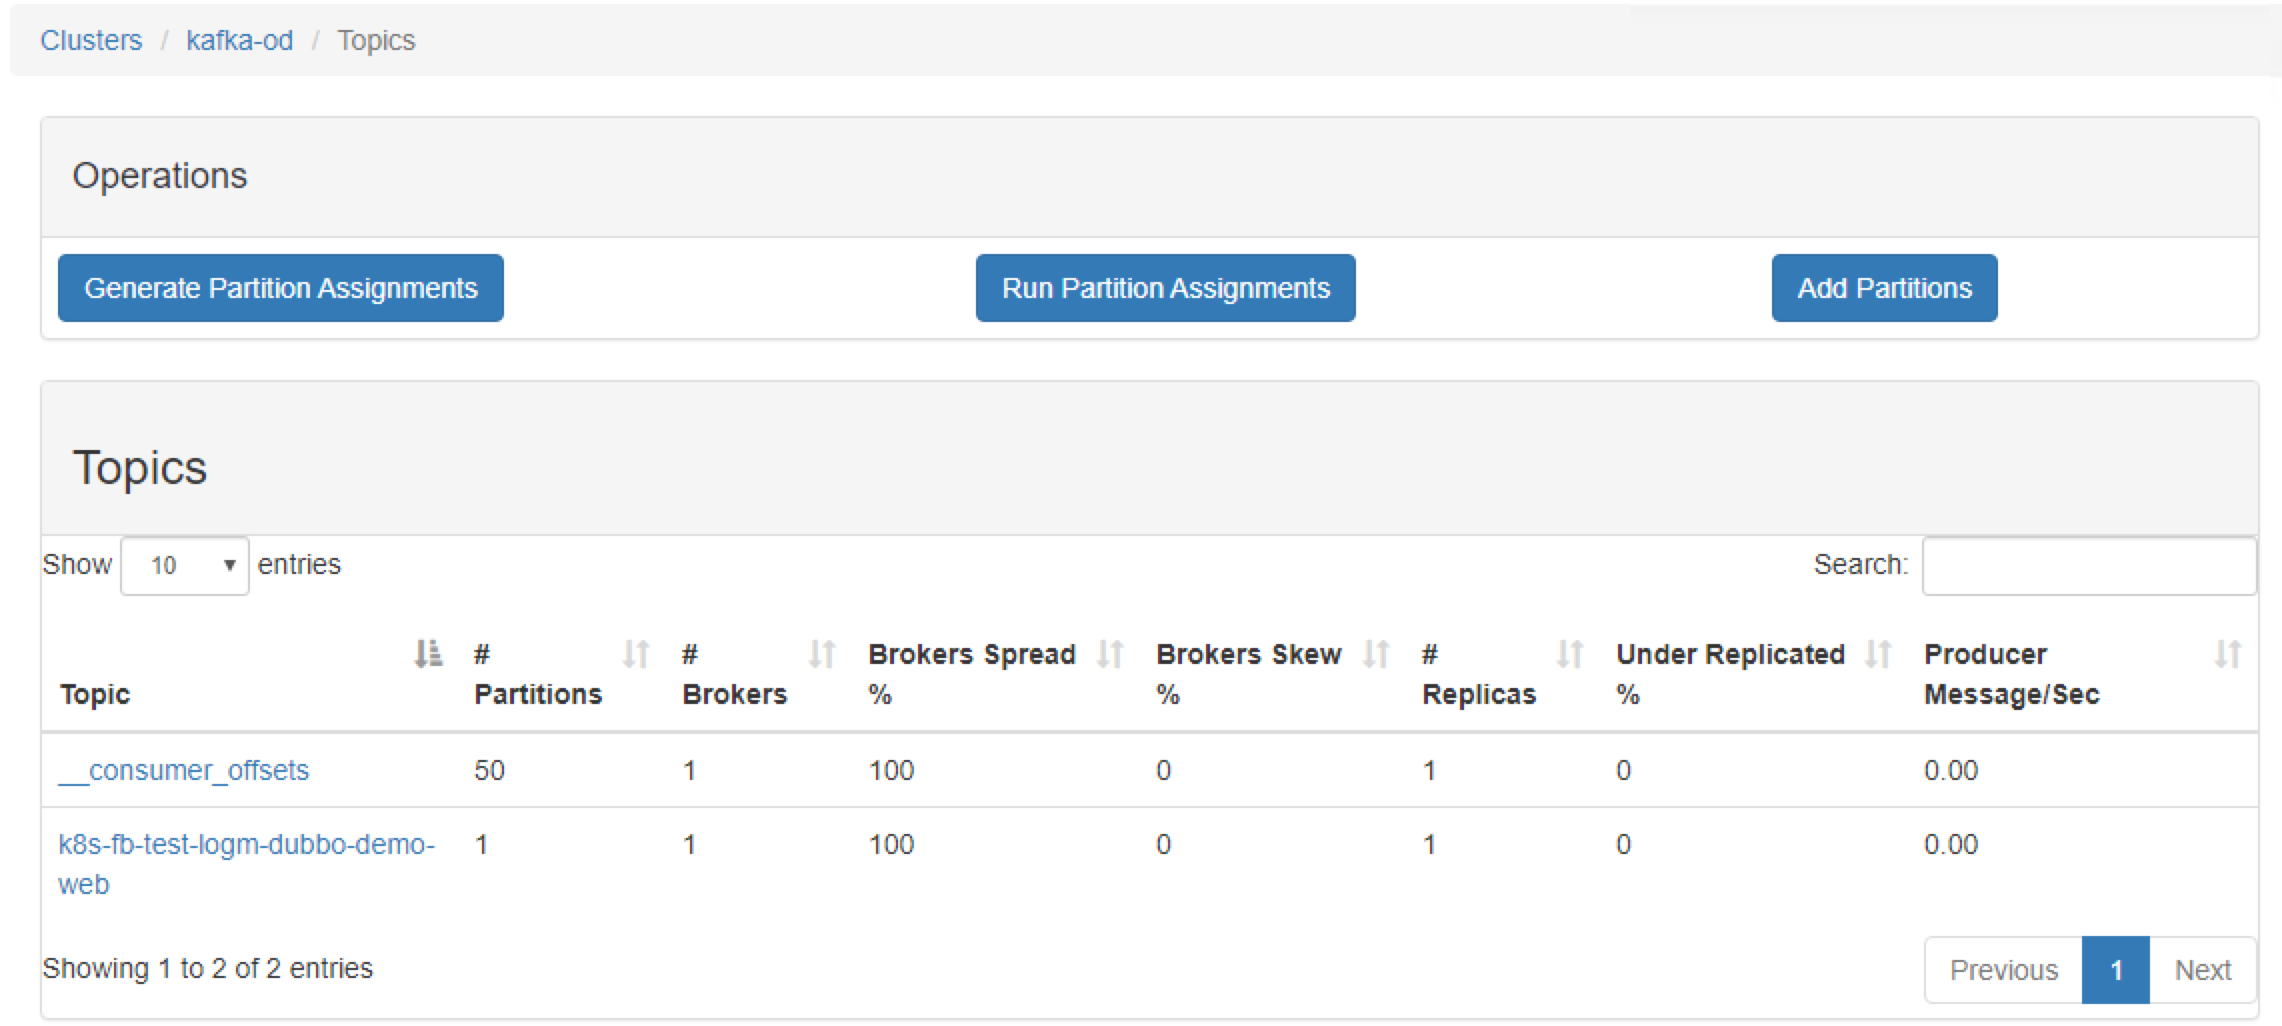 Clusters / kafka-od / Topics
Operations
Generate Partition Assignments Run Partition Assignments Add Partitions
Topics
Show 10 entries Search:
# # Brokers Spread Brokers Skew # Under Replicated Producer
Topic Partitions Brokers % % Replicas % Message/Sec
__consumer_offsets 50 1 100 0 1 0 0.00
k8s-fb-test-logm-dubbo-demo- 1 1 100 0 1 0 0.00
web
Showing 1 to 2 of 2 entries Previous 1 Next